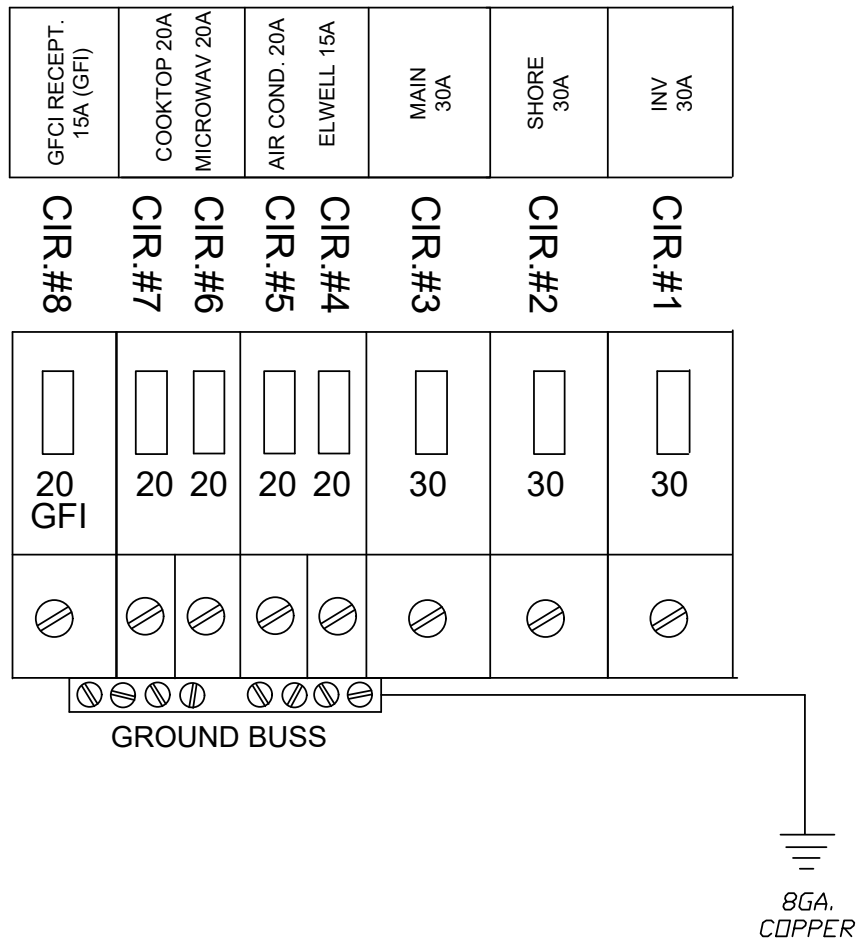 GFCI RECEPT.
15A (GFI)
COOKTOP 20A
MICROWAV 20A
AIR COND. 20A
ELWELL 15A
MAIN
30A
SHORE
30A
INV
30A
CIR.#8
CIR.#7
CIR.#6
CIR.#5
CIR.#4
CIR.#3
CIR.#2
CIR.#1
20
GFI
20
20
20
20
30
30
30
GROUND BUSS
8GA.
COPPER